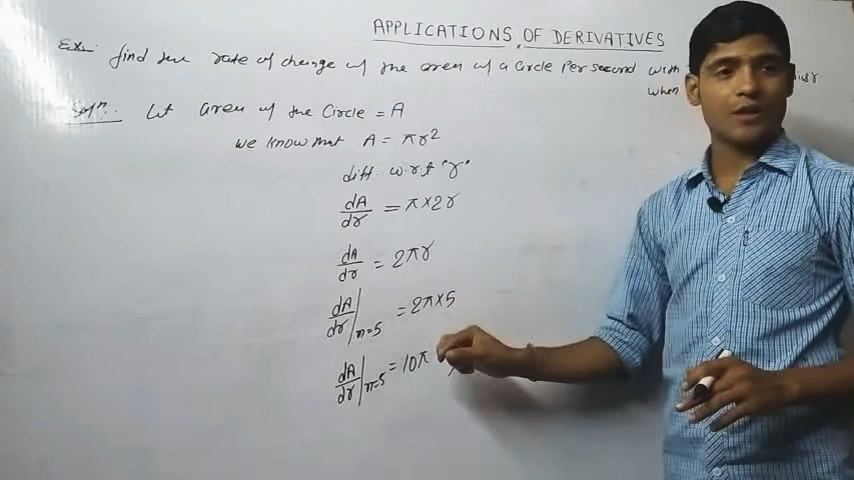 APPLICATIONS OF DERIVATIVES
Ex. find the rate of change of the area of a circle Per second with
when
Solⁿ:. Let area of the Circle = A
we know that A = πr²
diff. w.r.t "r"
dA/dr = π×2r
dA/dr = 2πr
dA/dr|r=5 = 2π×5
dA/dr|r=5 = 10π